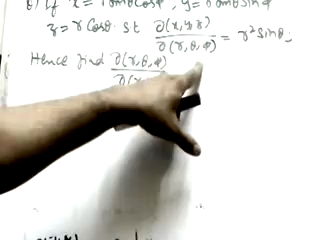 If x = r sinθ cosφ, y = r sinθ sinφ
z = r Cosθ. st ∂(x,y,z)/∂(r,θ,φ) = r² sinθ;
Hence find ∂(r,θ,φ)